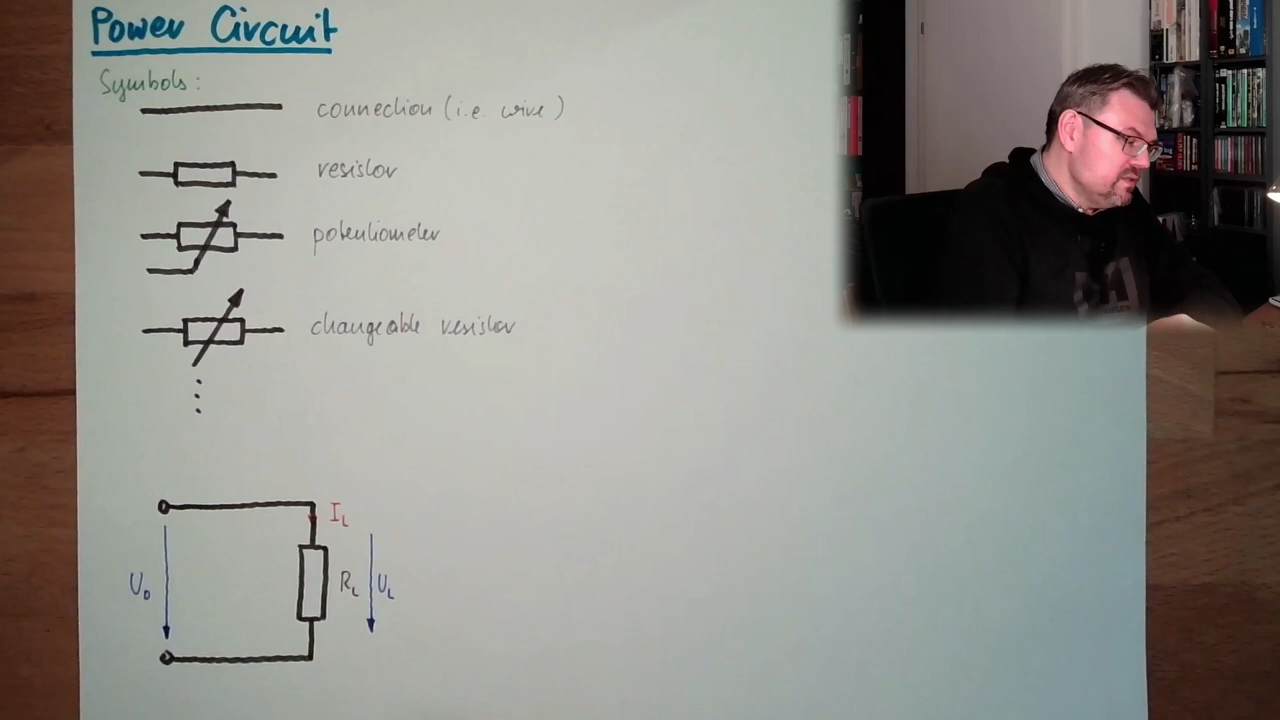 Power Circuit
Symbols:
connection (i.e. wire)
resistor
potentiometer
changeable resistor
I_L
U_0
R_L
U_L